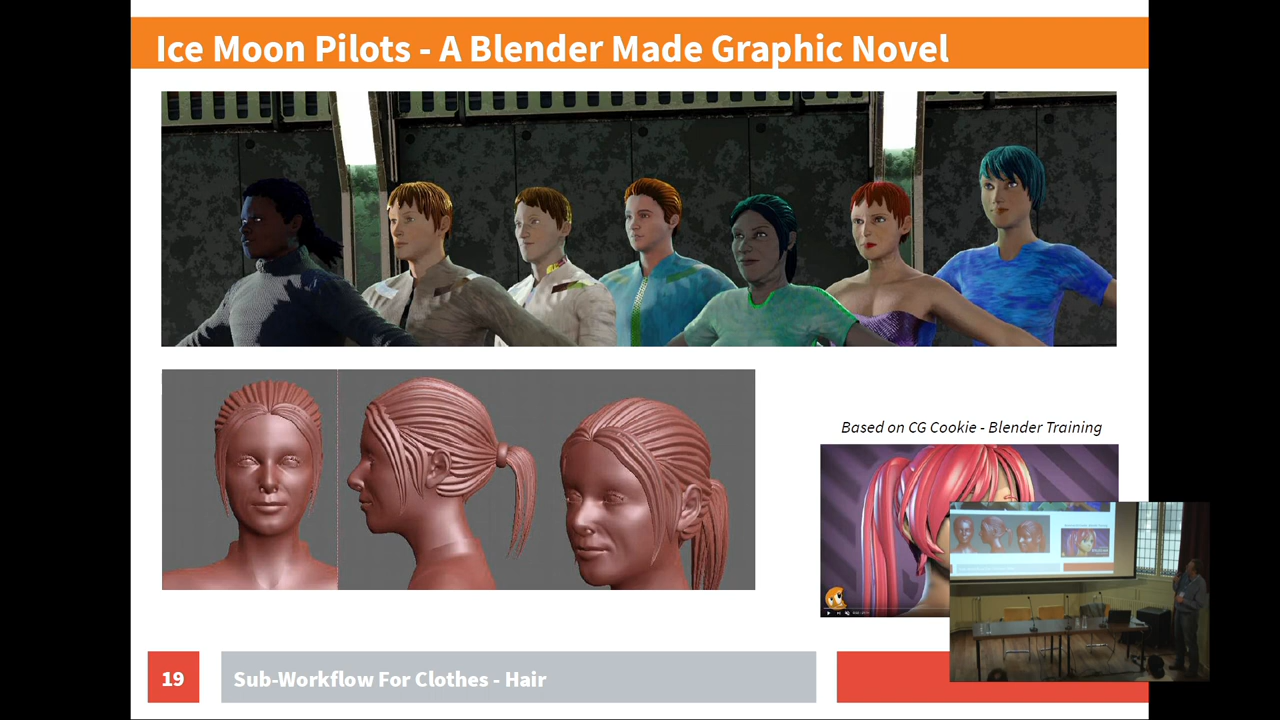 Ice Moon Pilots - A Blender Made Graphic Novel
Based on CG Cookie - Blender Training
19
Sub-Workflow For Clothes - Hair